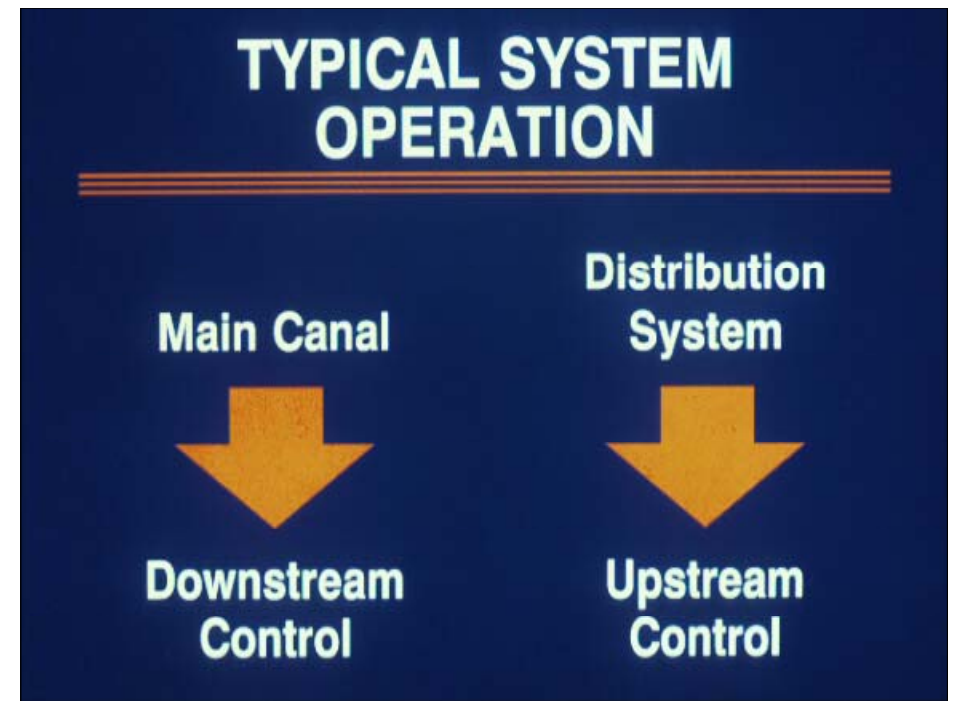 TYPICAL SYSTEM
OPERATION
Main Canal
Downstream
Control
Distribution
System
Upstream
Control